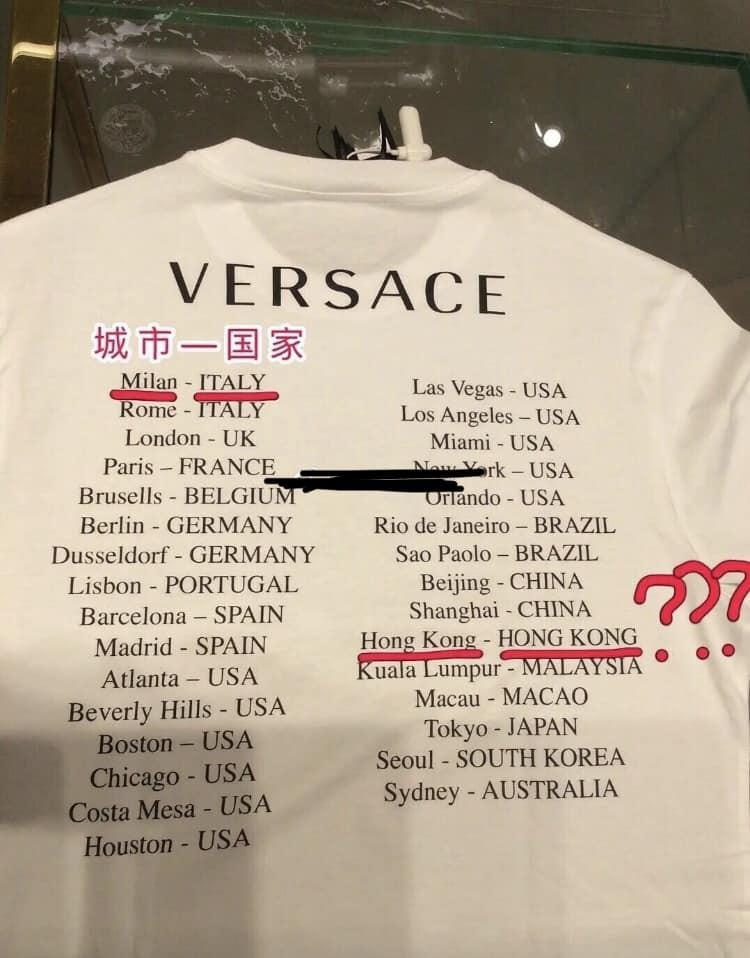 VERSACE
城市—国家
Milan - ITALY
Rome - ITALY
London - UK
Paris – FRANCE
Brusells - BELGIUM
Berlin - GERMANY
Dusseldorf - GERMANY
Lisbon - PORTUGAL
Barcelona – SPAIN
Madrid - SPAIN
Atlanta – USA
Beverly Hills - USA
Boston – USA
Chicago - USA
Costa Mesa - USA
Houston - USA
Las Vegas - USA
Los Angeles – USA
Miami - USA
New York – USA
Orlando - USA
Rio de Janeiro – BRAZIL
Sao Paolo – BRAZIL
Beijing - CHINA
Shanghai - CHINA
Hong Kong - HONG KONG
???
Kuala Lumpur - MALAYSIA
Macau - MACAO
Tokyo - JAPAN
Seoul - SOUTH KOREA
Sydney - AUSTRALIA